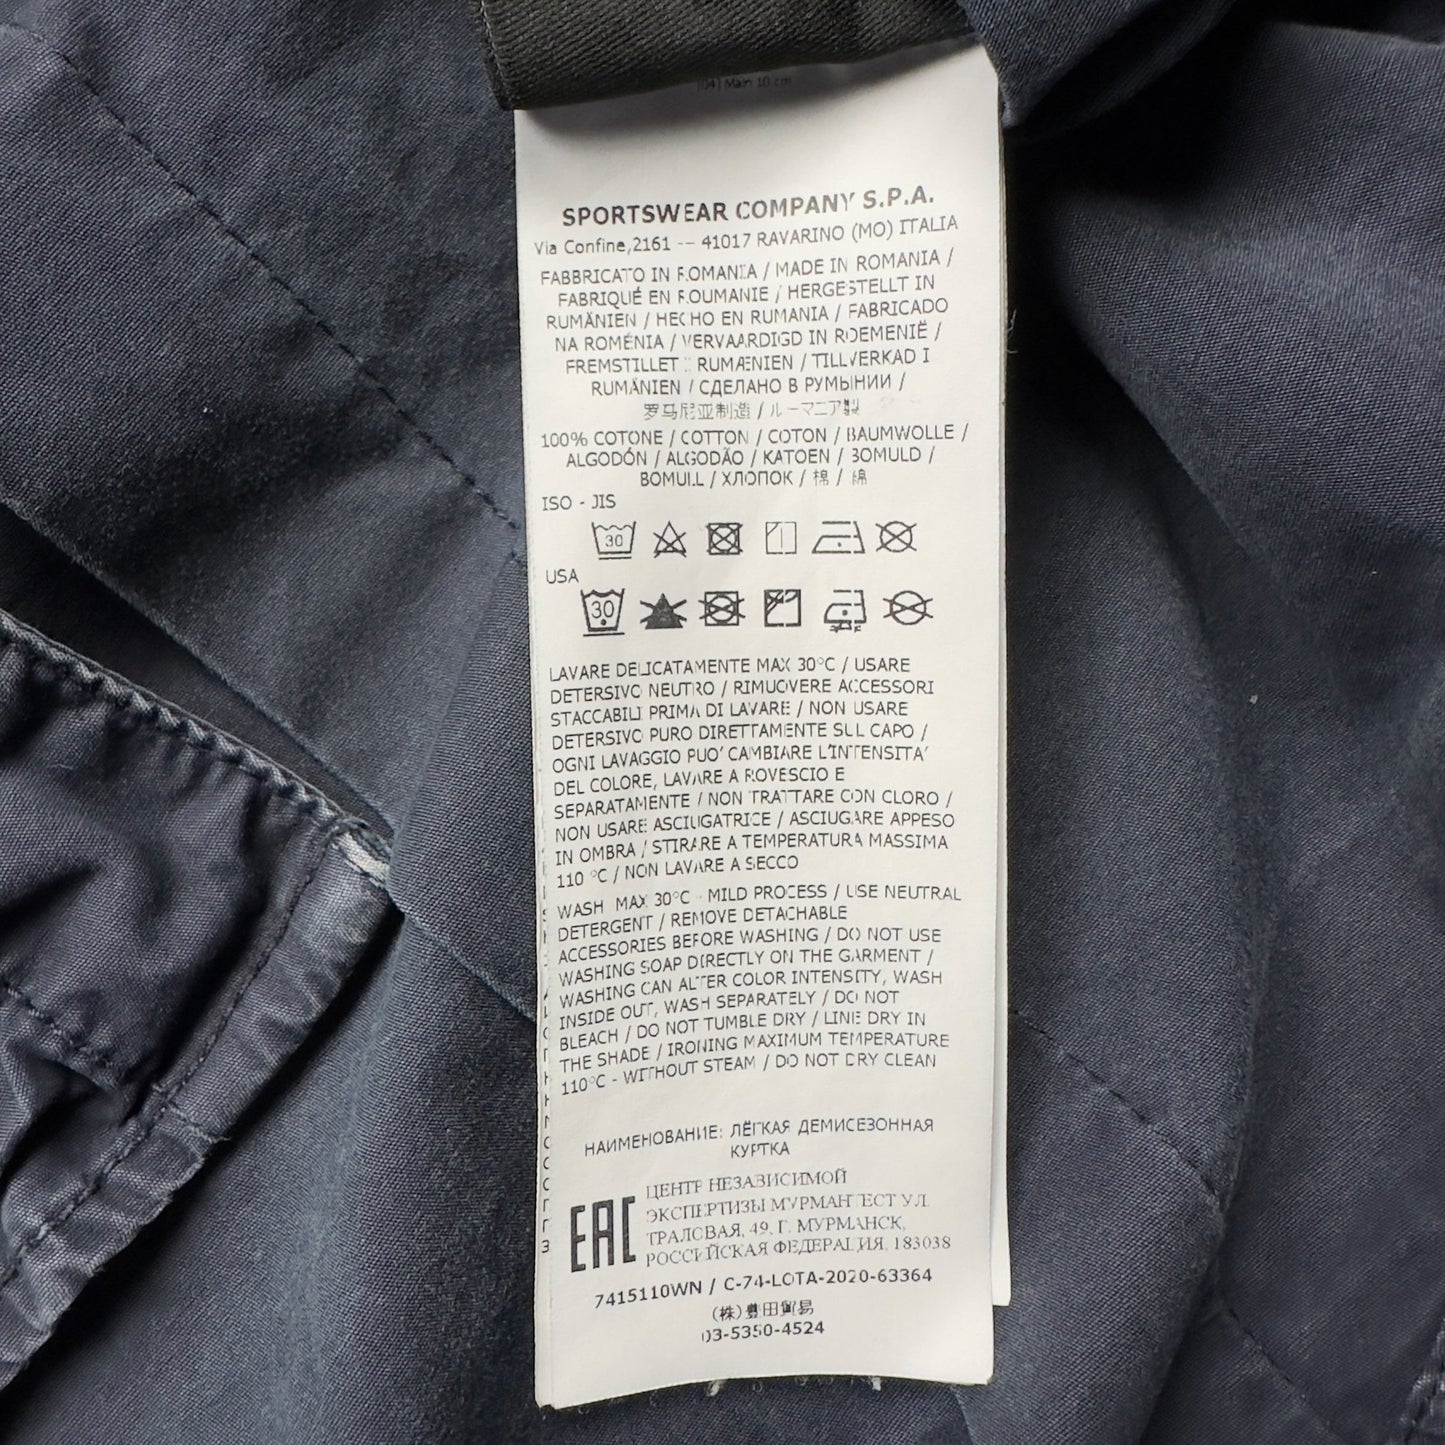 (04) Main 10 cm
SPORTSWEAR COMPANY S.P.A.
Via Confine,2161 -- 41017 RAVARINO (MO) ITALIA
FABBRICATO IN ROMANIA / MADE IN ROMANIA /
FABRIQUÉ EN ROUMANIE / HERGESTELLT IN
RUMÄNIEN / HECHO EN RUMANIA / FABRICADO
NA ROMÉNIA / VERVAARDIGD IN ROEMENIË /
FREMSTILLET I RUMÆNIEN / TILLVERKAD I
RUMÄNIEN / СДЕЛАНО В РУМЫНИИ /
罗马尼亚制造 / ルーマニア製
100% COTONE / COTTON / COTON / BAUMWOLLE /
ALGODÓN / ALGODÃO / KATOEN / BOMULD /
BOMULL / ХЛОПОК / 棉 / 綿
ISO - JIS
30
USA
30
LAVARE DELICATAMENTE MAX 30°C / USARE
DETERSIVO NEUTRO / RIMUOVERE ACCESSORI
STACCABILI PRIMA DI LAVARE / NON USARE
DETERSIVO PURO DIRETTAMENTE SUL CAPO /
OGNI LAVAGGIO PUO' CAMBIARE L'INTENSITA'
DEL COLORE, LAVARE A ROVESCIO E
SEPARATAMENTE / NON TRATTARE CON CLORO /
NON USARE ASCIUGATRICE / ASCIUGARE APPESO
IN OMBRA / STIRARE A TEMPERATURA MASSIMA
110 °C / NON LAVARE A SECCO
WASH MAX 30°C - MILD PROCESS / USE NEUTRAL
DETERGENT / REMOVE DETACHABLE
ACCESSORIES BEFORE WASHING / DO NOT USE
WASHING SOAP DIRECTLY ON THE GARMENT /
WASHING CAN ALTER COLOR INTENSITY, WASH
INSIDE OUT, WASH SEPARATELY / DO NOT
BLEACH / DO NOT TUMBLE DRY / LINE DRY IN
THE SHADE / IRONING MAXIMUM TEMPERATURE
110°C - WITHOUT STEAM / DO NOT DRY CLEAN
НАИМЕНОВАНИЕ: ЛЁГКАЯ ДЕМИСЕЗОННАЯ
КУРТКА
EAC
ЦЕНТР НЕЗАВИСИМОЙ
ЭКСПЕРТИЗЫ МУРМАНТЕСТ УЛ.
ТРАЛОВАЯ, 49, Г. МУРМАНСК,
РОССИЙСКАЯ ФЕДЕРАЦИЯ, 183038
7415110WN / C-74-LOTA-2020-63364
(株)豊田貿易
03-5350-4524